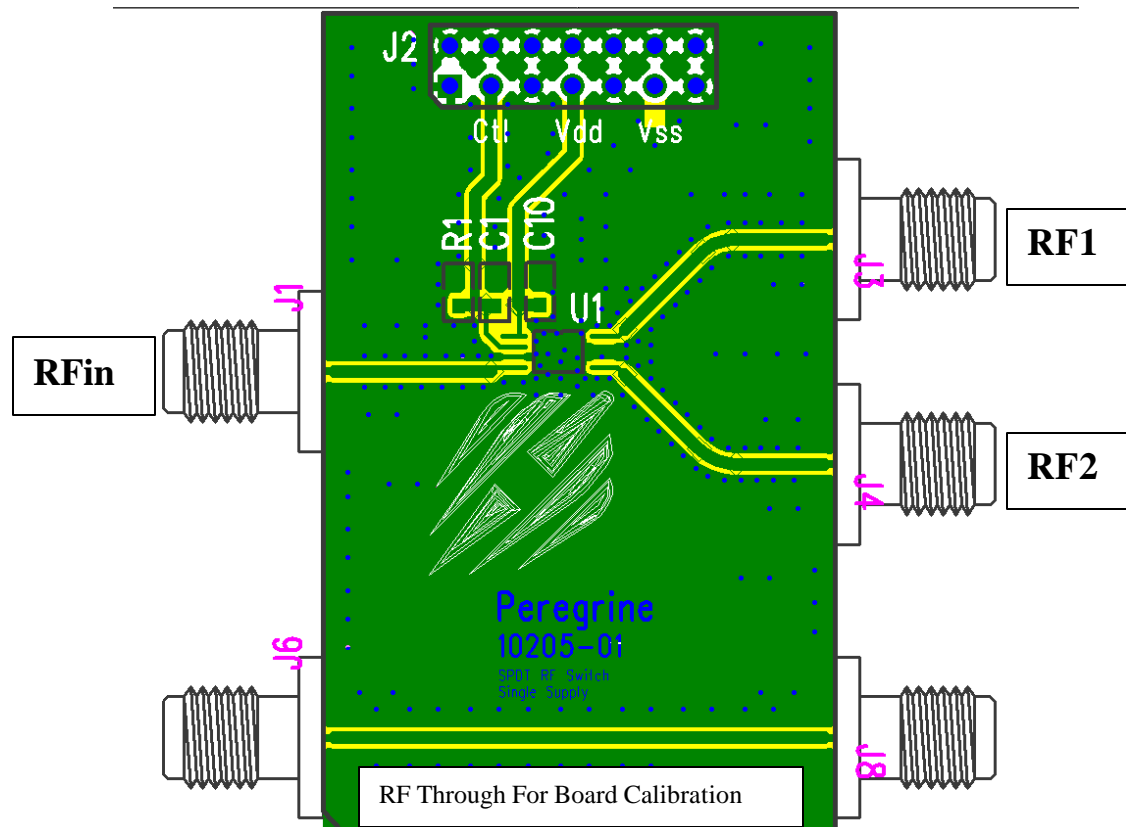 J2
Ctl Vdd Vss
R1
C1
C10
U1
J1
RFin
J3
RF1
J4
RF2
Peregrine
10205-01
SPDT RF Switch
Single Supply
J6
J8
RF Through For Board Calibration